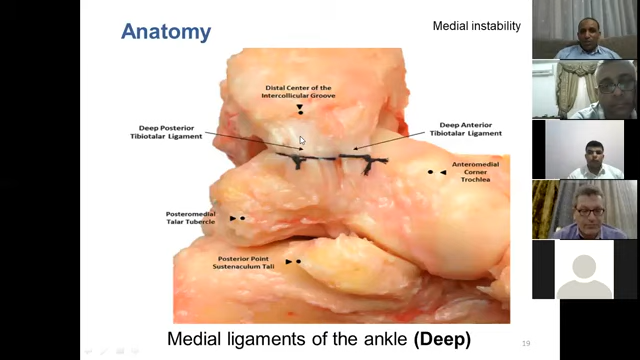 Anatomy
Medial instability
Distal Center of the
Intercollicular Groove
Deep Posterior
Tibiotalar Ligament
Deep Anterior
Tibiotalar Ligament
Anteromedial
Corner
Trochlea
Posteromedial
Talar Tubercle
Posterior Point
Sustenaculum Tali
Medial ligaments of the ankle (Deep)
19